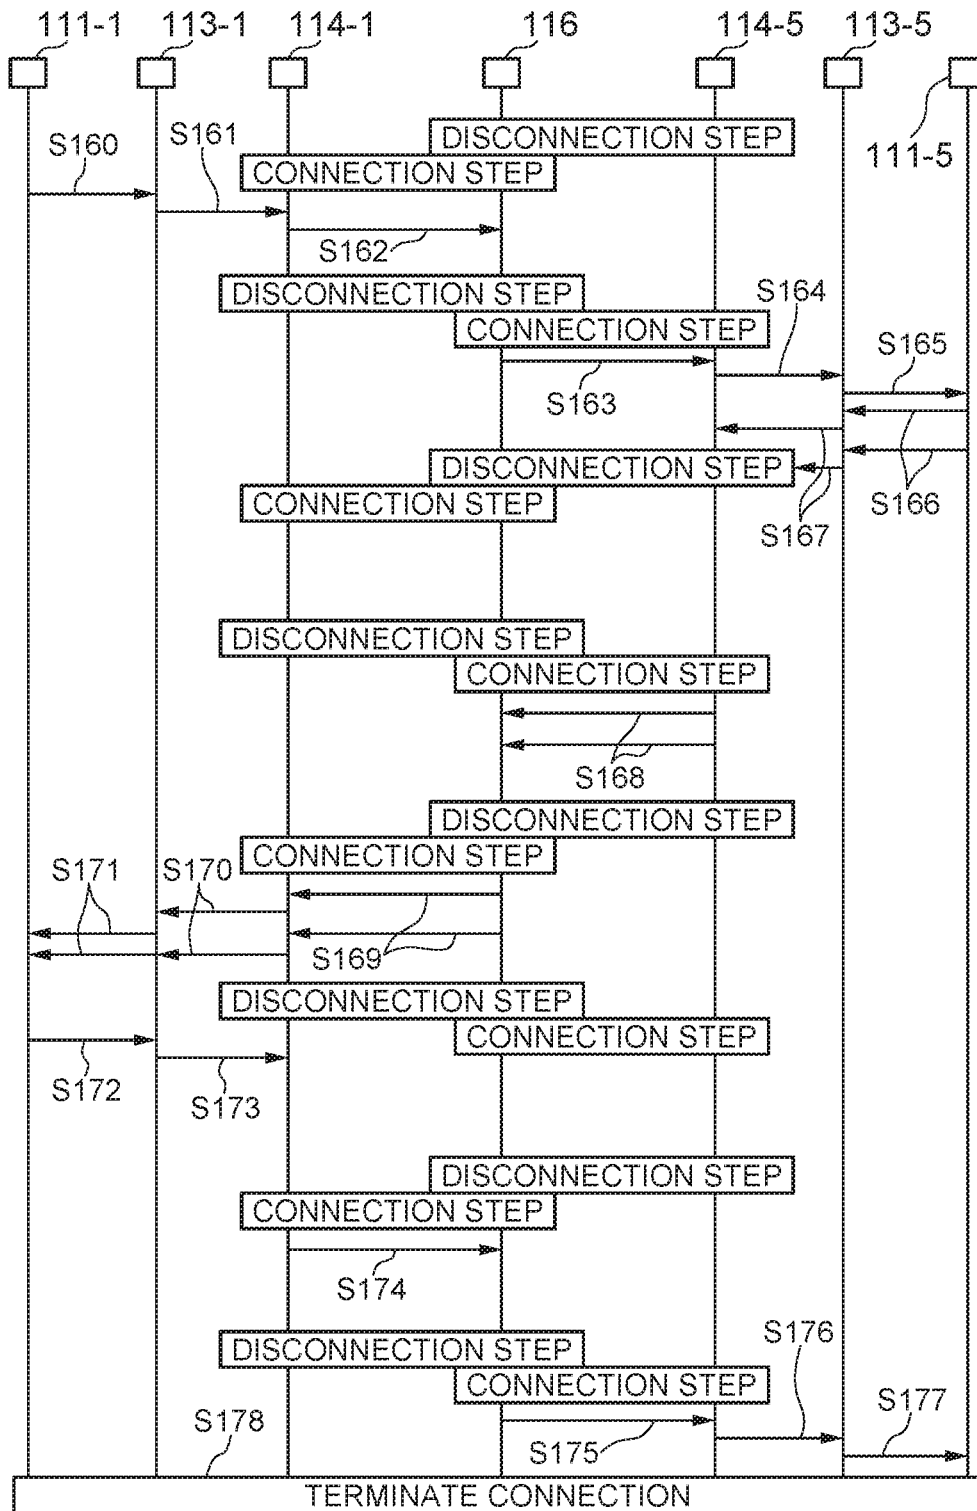 111-1
113-1
114-1
116
114-5
113-5
111-5
S160
S161
DISCONNECTION STEP
CONNECTION STEP
S162
DISCONNECTION STEP
S164
CONNECTION STEP
S165
S163
DISCONNECTION STEP
CONNECTION STEP
S167
S166
DISCONNECTION STEP
CONNECTION STEP
S168
DISCONNECTION STEP
CONNECTION STEP
S171
S170
S169
DISCONNECTION STEP
CONNECTION STEP
S172
S173
DISCONNECTION STEP
CONNECTION STEP
S174
DISCONNECTION STEP
S176
CONNECTION STEP
S177
S175
S178
TERMINATE CONNECTION